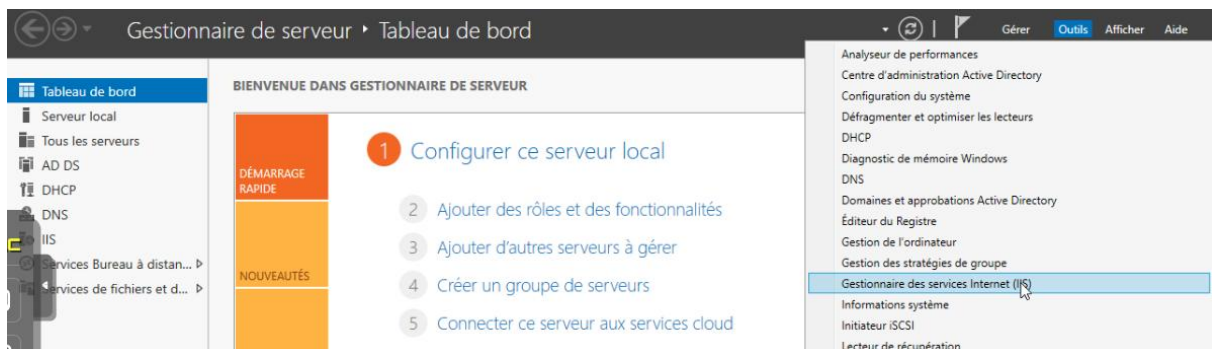 Gestionnaire de serveur ‣ Tableau de bord
Gérer Outils Afficher Aide
Tableau de bord
Serveur local
Tous les serveurs
AD DS
DHCP
DNS
IIS
Services Bureau à distan...
Services de fichiers et d...
BIENVENUE DANS GESTIONNAIRE DE SERVEUR
DÉMARRAGE
RAPIDE
NOUVEAUTÉS
1 Configurer ce serveur local
2 Ajouter des rôles et des fonctionnalités
3 Ajouter d'autres serveurs à gérer
4 Créer un groupe de serveurs
5 Connecter ce serveur aux services cloud
Analyseur de performances
Centre d'administration Active Directory
Configuration du système
Défragmenter et optimiser les lecteurs
DHCP
Diagnostic de mémoire Windows
DNS
Domaines et approbations Active Directory
Éditeur du Registre
Gestion de l'ordinateur
Gestion des stratégies de groupe
Gestionnaire des services Internet (IIS)
Informations système
Initiateur iSCSI
Lecteur de récupération